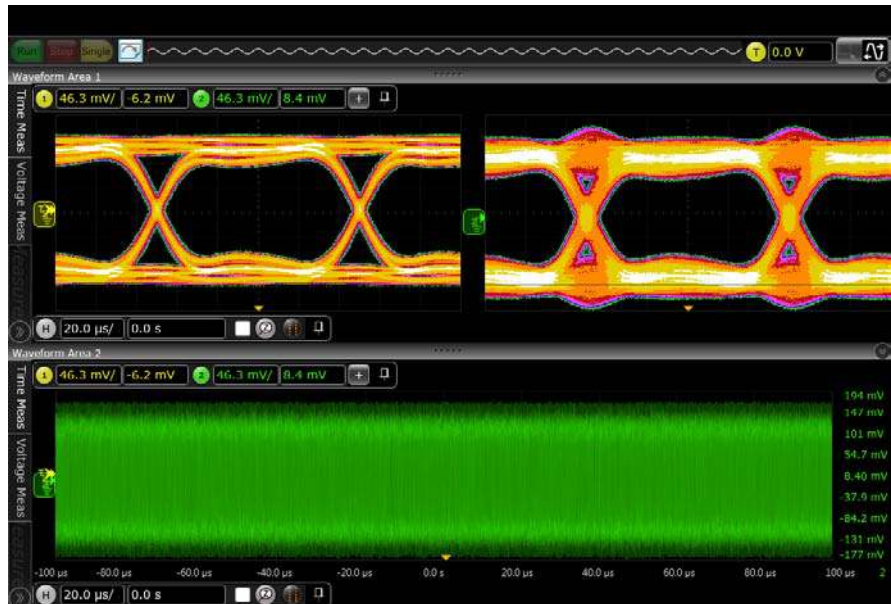 Run Stop Single T 0.0 V
Waveform Area 1
Time Meas
Voltage Meas
1 46.3 mV/ -6.2 mV 2 46.3 mV/ 8.4 mV +
H 20.0 µs/ 0.0 s
Waveform Area 2
Time Meas
Voltage Meas
1 46.3 mV/ -6.2 mV 2 46.3 mV/ 8.4 mV +
194 mV
147 mV
101 mV
54.7 mV
8.40 mV
-37.9 mV
-84.2 mV
-131 mV
-177 mV
-100 µs -80.0 µs -60.0 µs -40.0 µs -20.0 µs 0.0 s 20.0 µs 40.0 µs 60.0 µs 80.0 µs 100 µs 2
H 20.0 µs/ 0.0 s